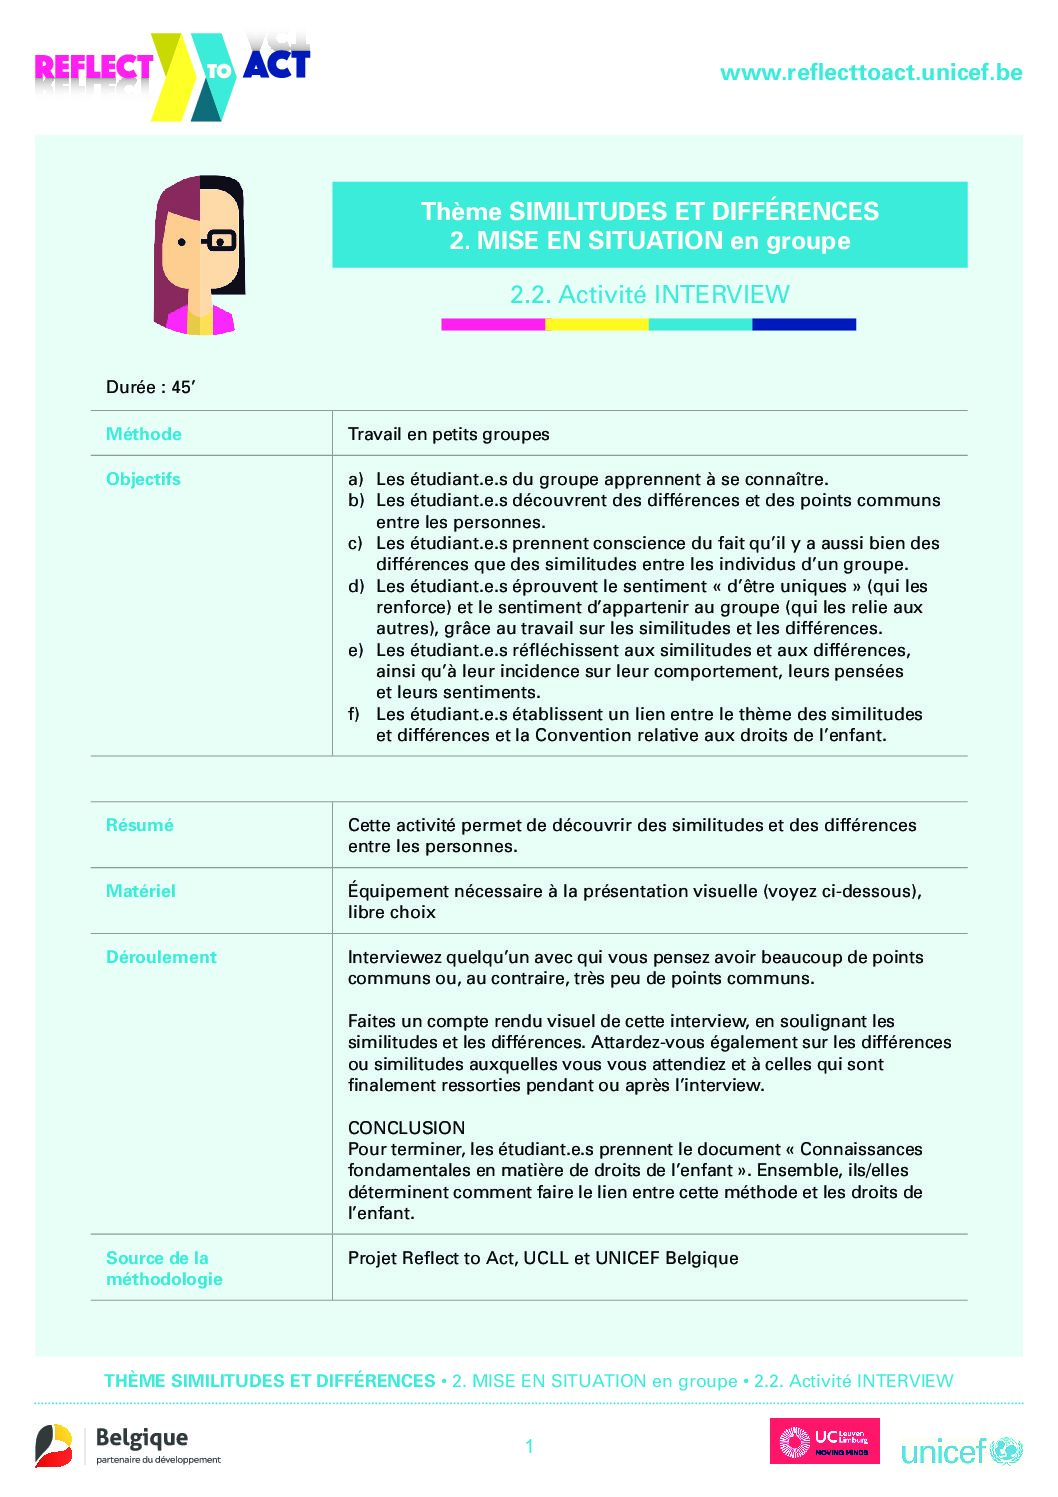 REFLECT TO ACT
www.reflecttoact.unicef.be
Thème SIMILITUDES ET DIFFÉRENCES
2. MISE EN SITUATION en groupe
2.2. Activité INTERVIEW
Durée : 45’
Méthode
Travail en petits groupes
Objectifs
a) Les étudiant.e.s du groupe apprennent à se connaître.
b) Les étudiant.e.s découvrent des différences et des points communs
entre les personnes.
c) Les étudiant.e.s prennent conscience du fait qu’il y a aussi bien des
différences que des similitudes entre les individus d’un groupe.
d) Les étudiant.e.s éprouvent le sentiment « d’être uniques » (qui les
renforce) et le sentiment d’appartenir au groupe (qui les relie aux
autres), grâce au travail sur les similitudes et les différences.
e) Les étudiant.e.s réfléchissent aux similitudes et aux différences,
ainsi qu’à leur incidence sur leur comportement, leurs pensées
et leurs sentiments.
f) Les étudiant.e.s établissent un lien entre le thème des similitudes
et différences et la Convention relative aux droits de l’enfant.
Résumé
Cette activité permet de découvrir des similitudes et des différences
entre les personnes.
Matériel
Équipement nécessaire à la présentation visuelle (voyez ci-dessous),
libre choix
Déroulement
Interviewez quelqu’un avec qui vous pensez avoir beaucoup de points
communs ou, au contraire, très peu de points communs.
Faites un compte rendu visuel de cette interview, en soulignant les
similitudes et les différences. Attardez-vous également sur les différences
ou similitudes auxquelles vous vous attendiez et à celles qui sont
finalement ressorties pendant ou après l’interview.
CONCLUSION
Pour terminer, les étudiant.e.s prennent le document « Connaissances
fondamentales en matière de droits de l’enfant ». Ensemble, ils/elles
déterminent comment faire le lien entre cette méthode et les droits de
l’enfant.
Source de la
méthodologie
Projet Reflect to Act, UCLL et UNICEF Belgique
THÈME SIMILITUDES ET DIFFÉRENCES • 2. MISE EN SITUATION en groupe • 2.2. Activité INTERVIEW
Belgique
partenaire du développement
1
UC Leuven
Limburg
MOVING MINDS
unicef